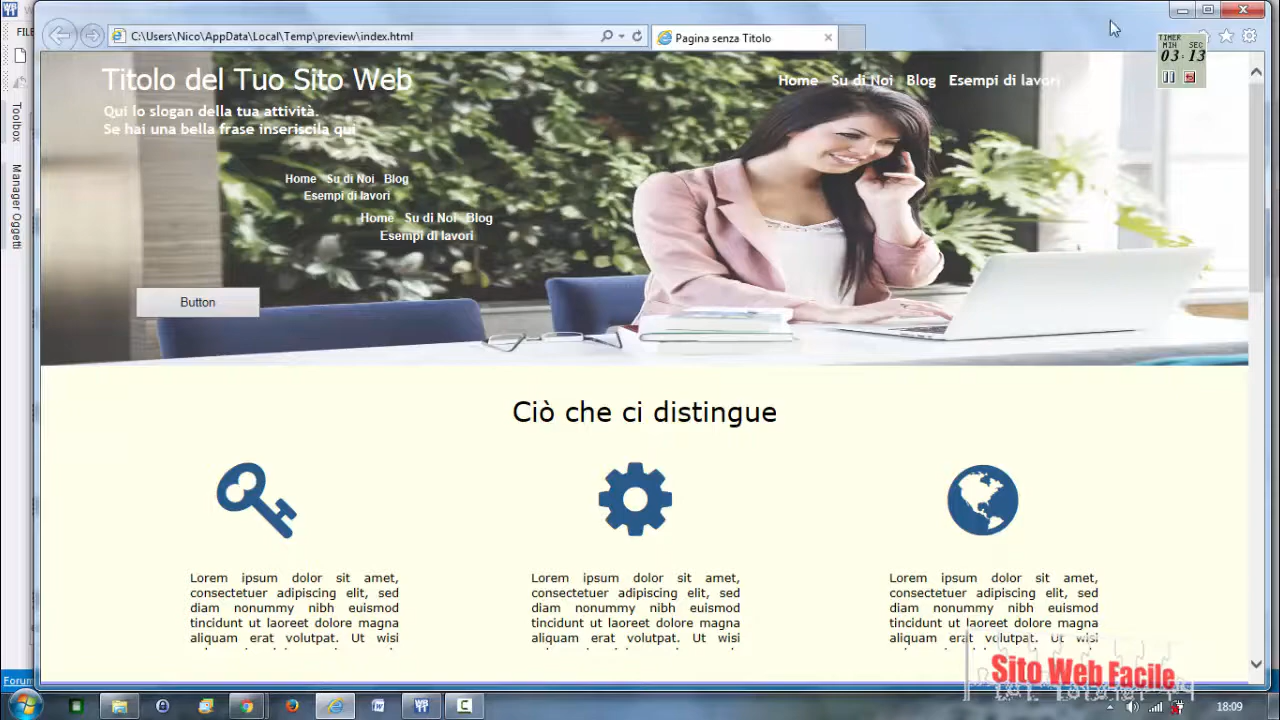 FILE
C:\Users\Nico\AppData\Local\Temp\preview\index.html
Pagina senza Titolo
TIMER
MIN SEC
03:13
Toolbox
Manager Oggetti
Titolo del Tuo Sito Web
Home Su di Noi Blog Esempi di lavori
Qui lo slogan della tua attività.
Se hai una bella frase inseriscila qui
Home Su di Noi Blog
Esempi di lavori
Home Su di Noi Blog
Esempi di lavori
Button
Ciò che ci distingue
Lorem ipsum dolor sit amet,
consectetuer adipiscing elit, sed
diam nonummy nibh euismod
tincidunt ut laoreet dolore magna
aliquam erat volutpat. Ut wisi
Lorem ipsum dolor sit amet,
consectetuer adipiscing elit, sed
diam nonummy nibh euismod
tincidunt ut laoreet dolore magna
aliquam erat volutpat. Ut wisi
Lorem ipsum dolor sit amet,
consectetuer adipiscing elit, sed
diam nonummy nibh euismod
tincidunt ut laoreet dolore magna
aliquam erat volutpat. Ut wisi
Sito Web Facile
Forum
18:09